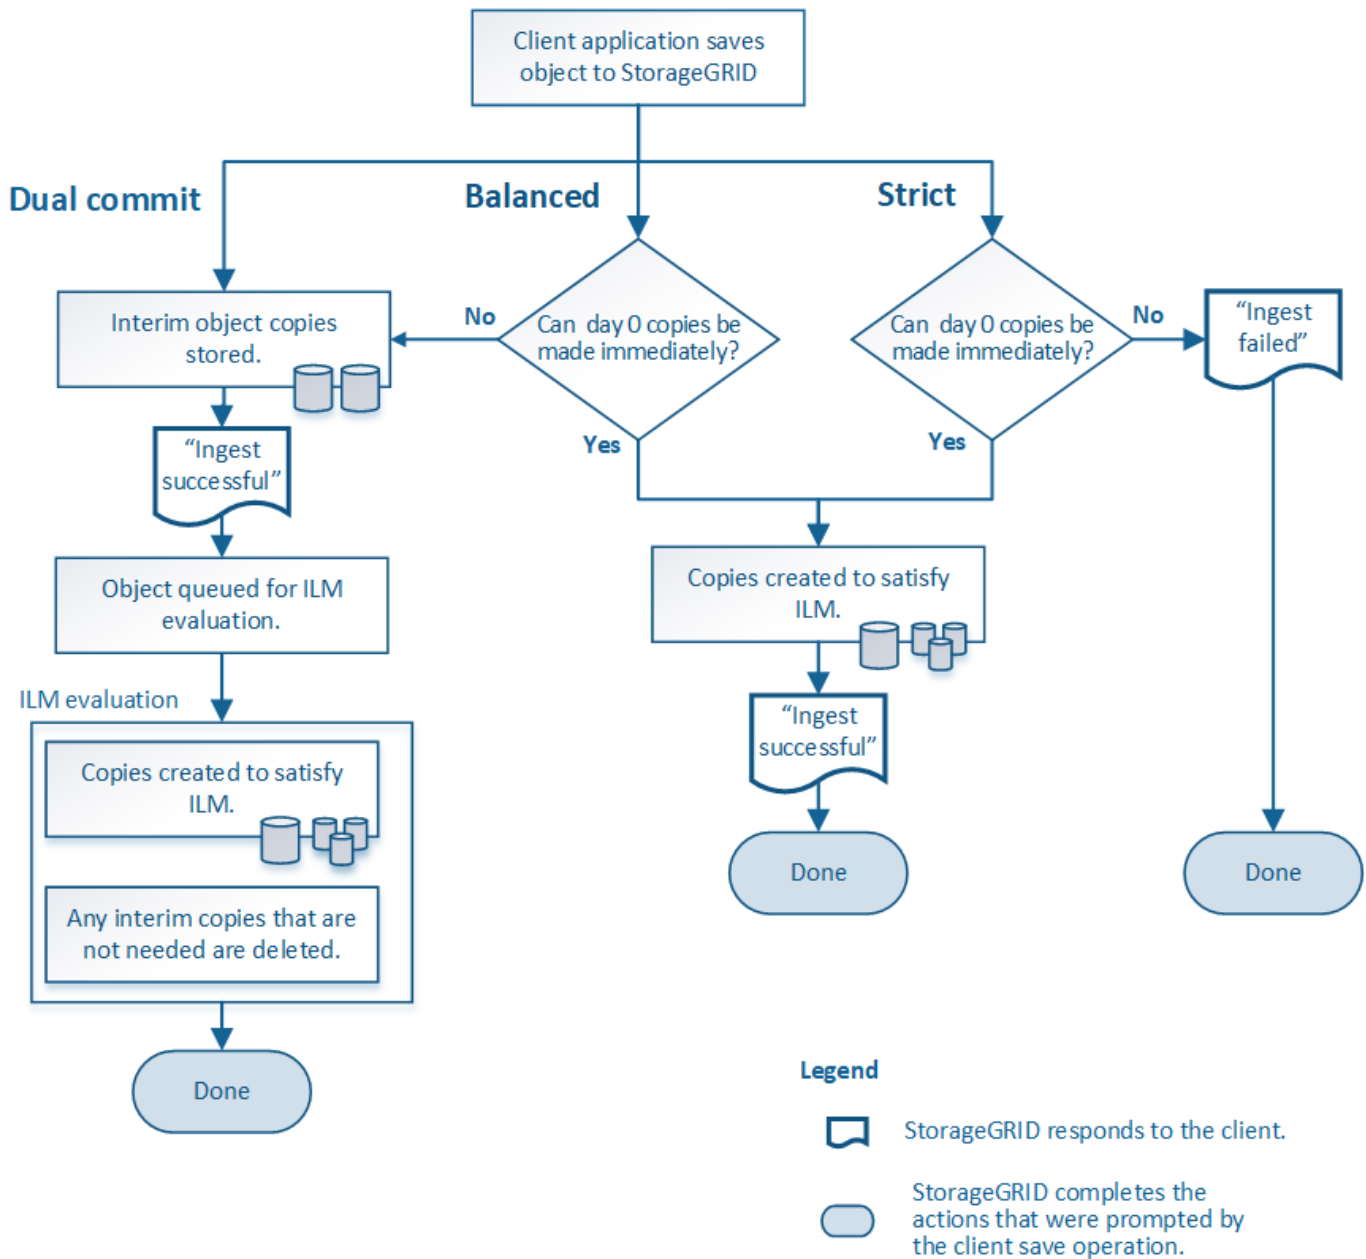 Client application saves
object to StorageGRID
Dual commit
Balanced
Strict
Interim object copies
stored.
No
Can day 0 copies be
made immediately?
Yes
Can day 0 copies be
made immediately?
No
Yes
“Ingest
failed”
“Ingest
successful”
Object queued for ILM
evaluation.
ILM evaluation
Copies created to satisfy
ILM.
Any interim copies that are
not needed are deleted.
Done
Copies created to satisfy
ILM.
“Ingest
successful”
Done
Done
Legend
StorageGRID responds to the client.
StorageGRID completes the
actions that were prompted by
the client save operation.